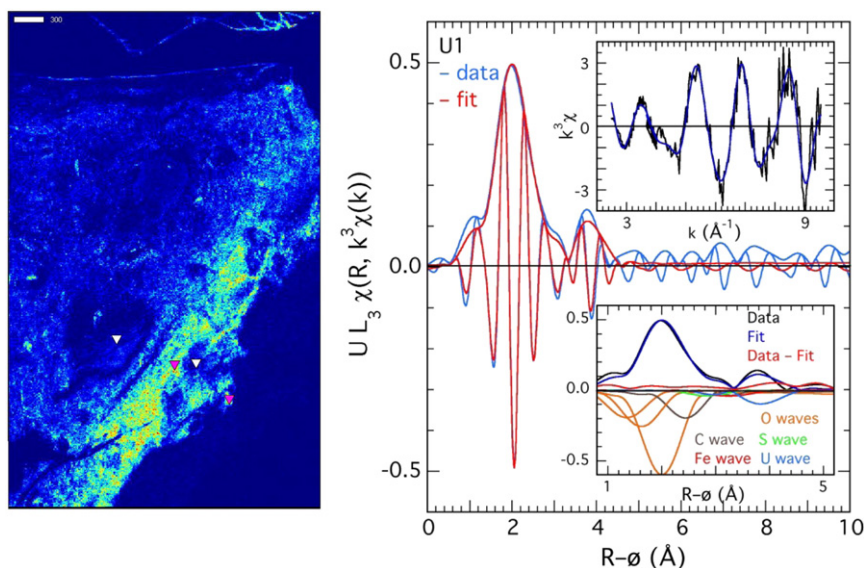 300
U1
– data
– fit
0.5
0.0
-0.5
U L₃ χ(R, k³χ(k))
0 2 4 6 8 10
R–ø (Å)
3
0
-3
k³χ
3 9
k (Å⁻¹)
0.5
0.0
-0.5
Data
Fit
Data – Fit
O waves
C wave S wave
Fe wave U wave
1 5
R–ø (Å)